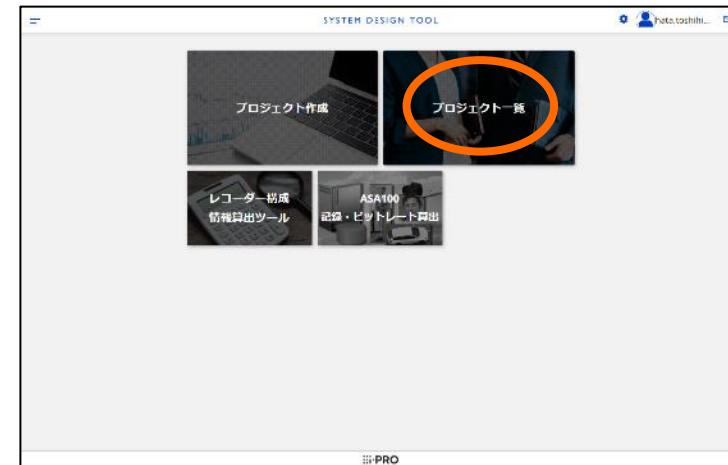 SYSTEM DESIGN TOOL
hata.toshihi...
プロジェクト作成
プロジェクト一覧
レコーダー構成
情報算出ツール
ASA100
記録・ビットレート算出
i-PRO